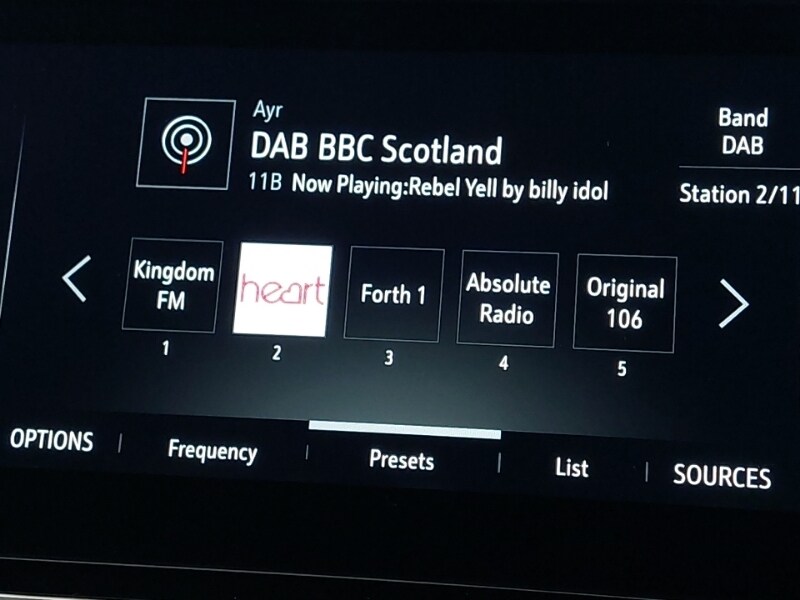 Ayr
DAB BBC Scotland
11B Now Playing:Rebel Yell by billy idol
Band
DAB
Station 2/11
Kingdom
FM
heart
Forth 1
Absolute
Radio
Original
106
1
2
3
4
5
OPTIONS
Frequency
Presets
List
SOURCES